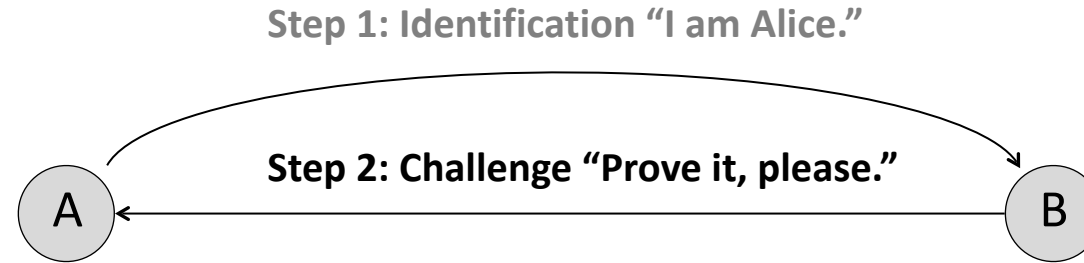 Step 1: Identification “I am Alice.”
Step 2: Challenge “Prove it, please.”
A
B